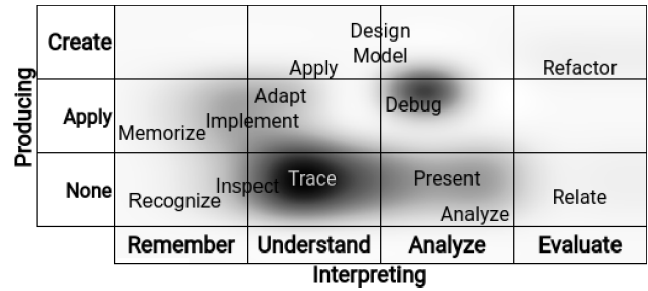 Producing
Create
Design
Model
Apply
Refactor
Apply
Adapt
Debug
Implement
Memorize
None
Trace
Present
Inspect
Recognize
Relate
Analyze
Remember Understand Analyze Evaluate
Interpreting